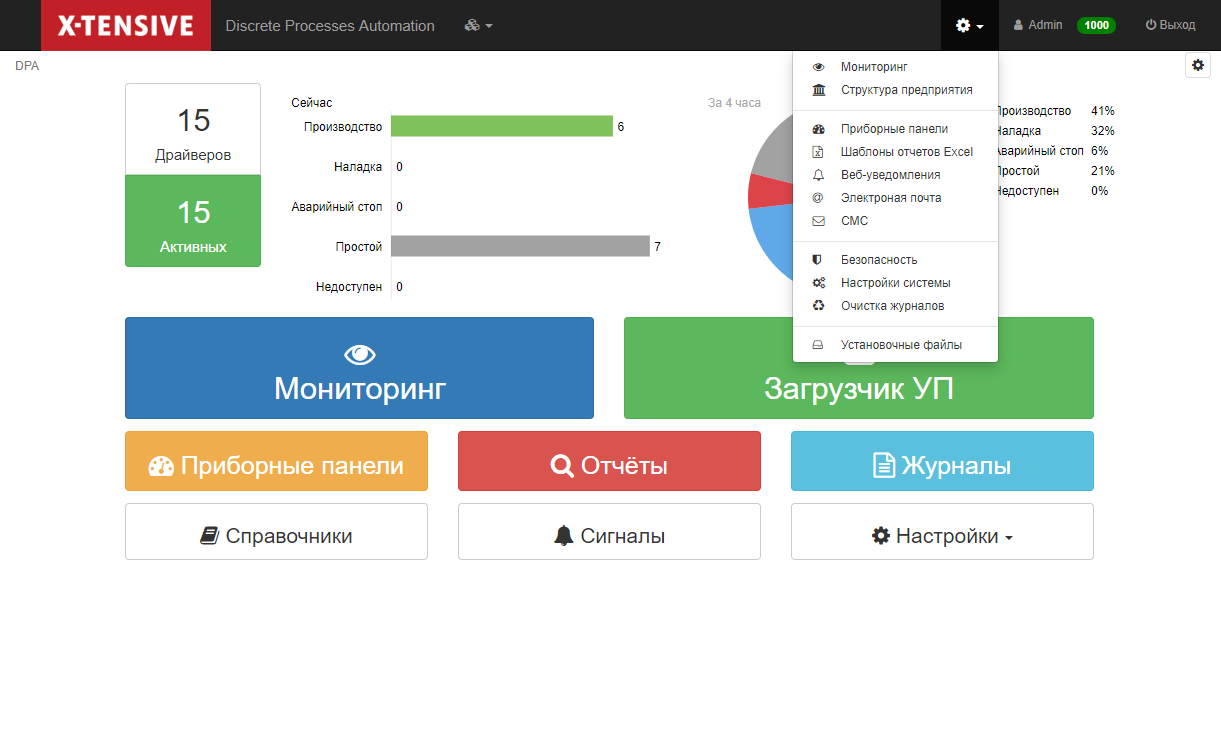 X-TENSIVE
Discrete Processes Automation
Admin
1000
Выход
DPA
15
Драйверов
15
Активных
Сейчас
Производство
6
Наладка
0
Аварийный стоп
0
Простой
7
Недоступен
0
За 4 часа
Производство 41%
Наладка 32%
Аварийный стоп 6%
Простой 21%
Недоступен 0%
Мониторинг
Структура предприятия
Приборные панели
Шаблоны отчетов Excel
Веб-уведомления
Электроная почта
СМС
Безопасность
Настройки системы
Очистка журналов
Установочные файлы
Мониторинг
Загрузчик УП
Приборные панели
Отчёты
Журналы
Справочники
Сигналы
Настройки